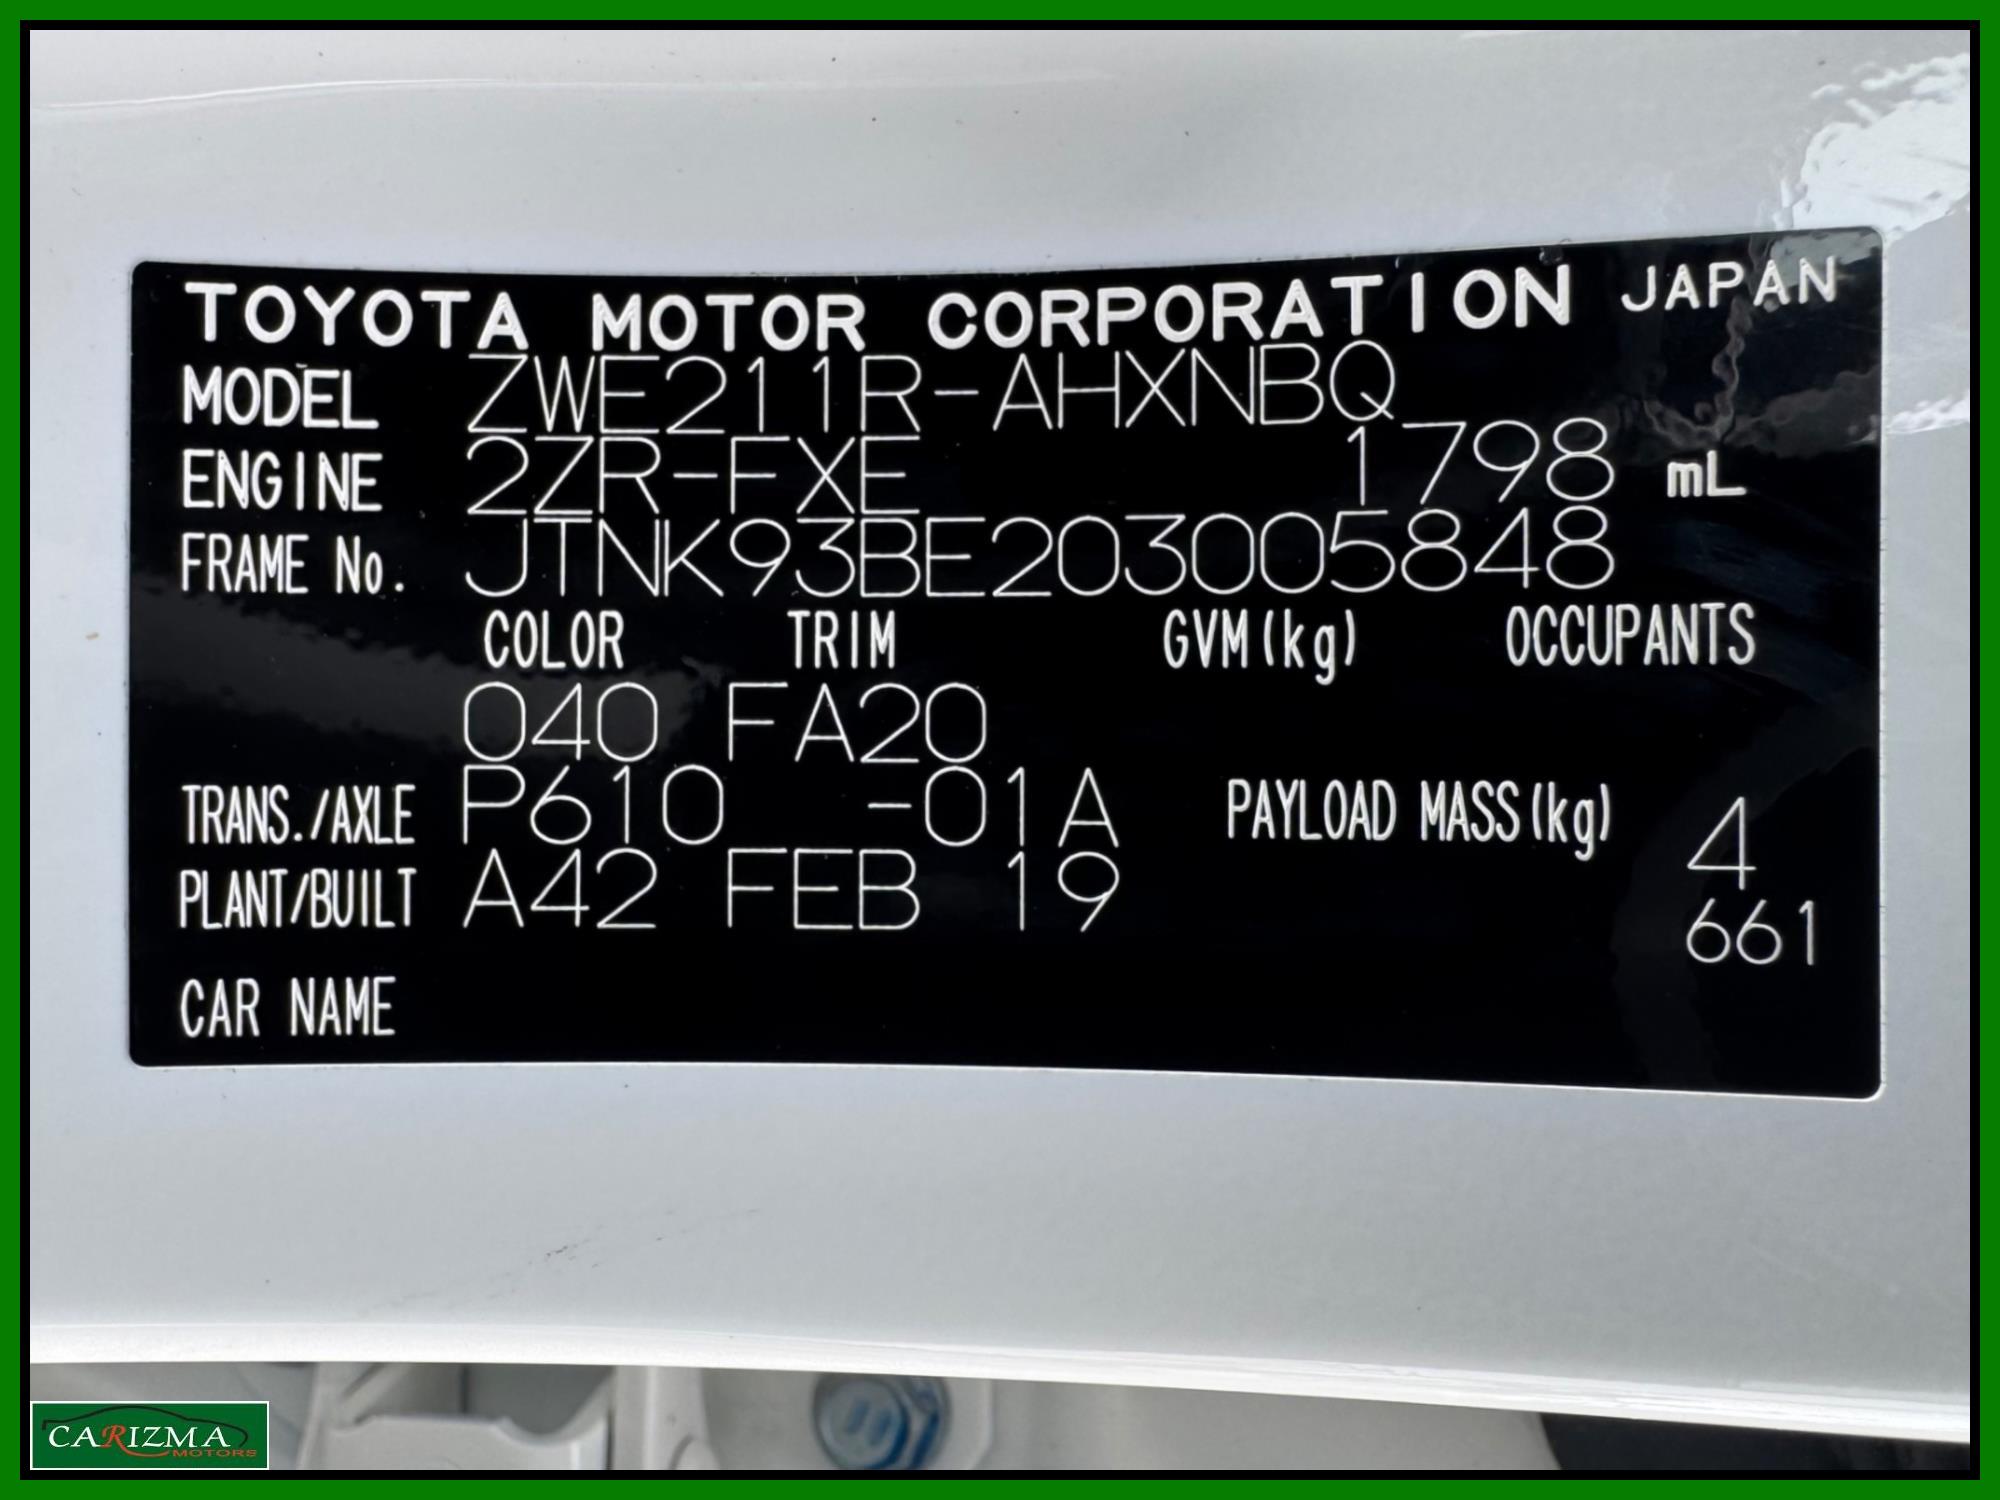 TOYOTA MOTOR CORPORATION JAPAN
MODEL ZWE211R-AHXNBQ
ENGINE 2ZR-FXE 1798 mL
FRAME No. JTNK93BE203005848
COLOR TRIM GVM(kg) OCCUPANTS
040 FA20
TRANS./AXLE P610 -01A PAYLOAD MASS(kg) 4
PLANT/BUILT A42 FEB 19 661
CAR NAME
CARIZMA
MOTORS